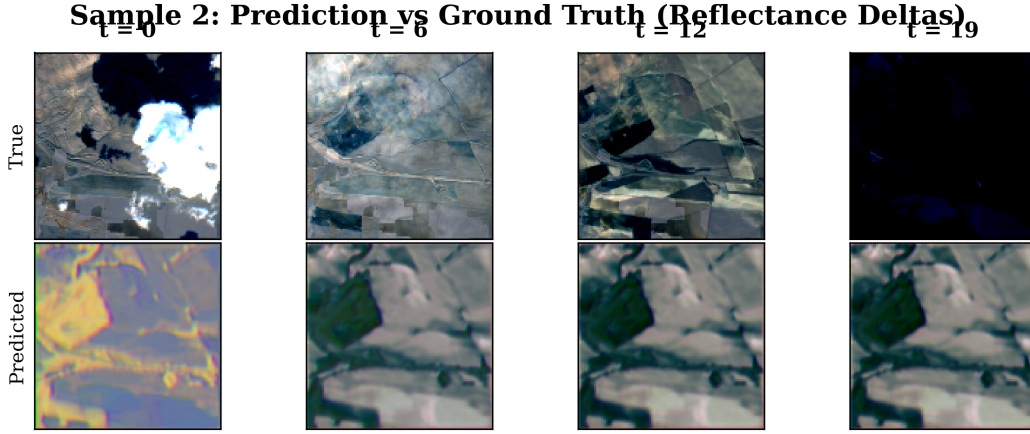 Sample 2: Prediction vs Ground Truth (Reflectance Deltas)
t = 0 t = 6 t = 12 t = 19
True
Predicted